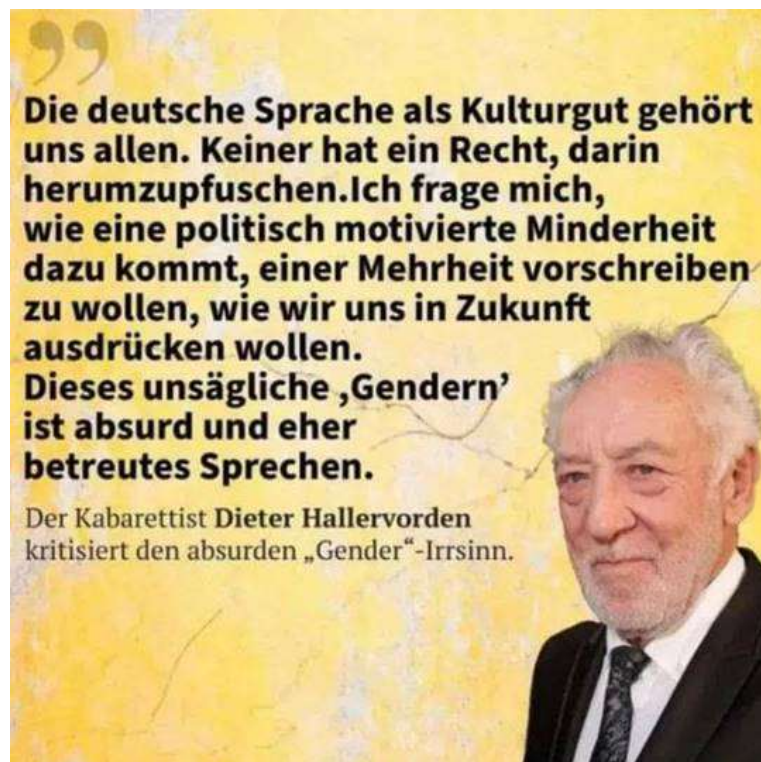 ”
Die deutsche Sprache als Kulturgut gehört
uns allen. Keiner hat ein Recht, darin
herumzupfuschen.Ich frage mich,
wie eine politisch motivierte Minderheit
dazu kommt, einer Mehrheit vorschreiben
zu wollen, wie wir uns in Zukunft
ausdrücken wollen.
Dieses unsägliche ‚Gendern’
ist absurd und eher
betreutes Sprechen.
Der Kabarettist Dieter Hallervorden
kritisiert den absurden „Gender“-Irrsinn.